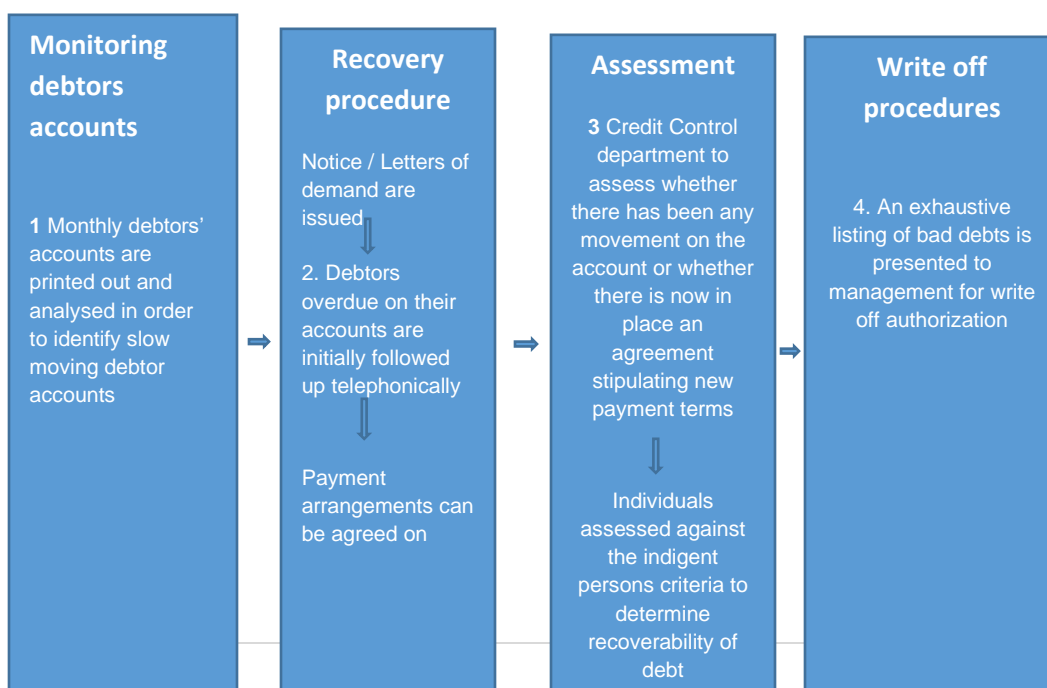 Monitoring
debtors
accounts
1 Monthly debtors’
accounts are
printed out and
analysed in order
to identify slow
moving debtor
accounts
Recovery
procedure
Notice / Letters of
demand are
issued
2. Debtors
overdue on their
accounts are
initially followed
up telephonically
Payment
arrangements can
be agreed on
Assessment
3 Credit Control
department to
assess whether
there has been any
movement on the
account or whether
there is now in
place an
agreement
stipulating new
payment terms
Individuals
assessed against
the indigent
persons criteria to
determine
recoverability of
debt
Write off
procedures
4. An exhaustive
listing of bad debts is
presented to
management for write
off authorization